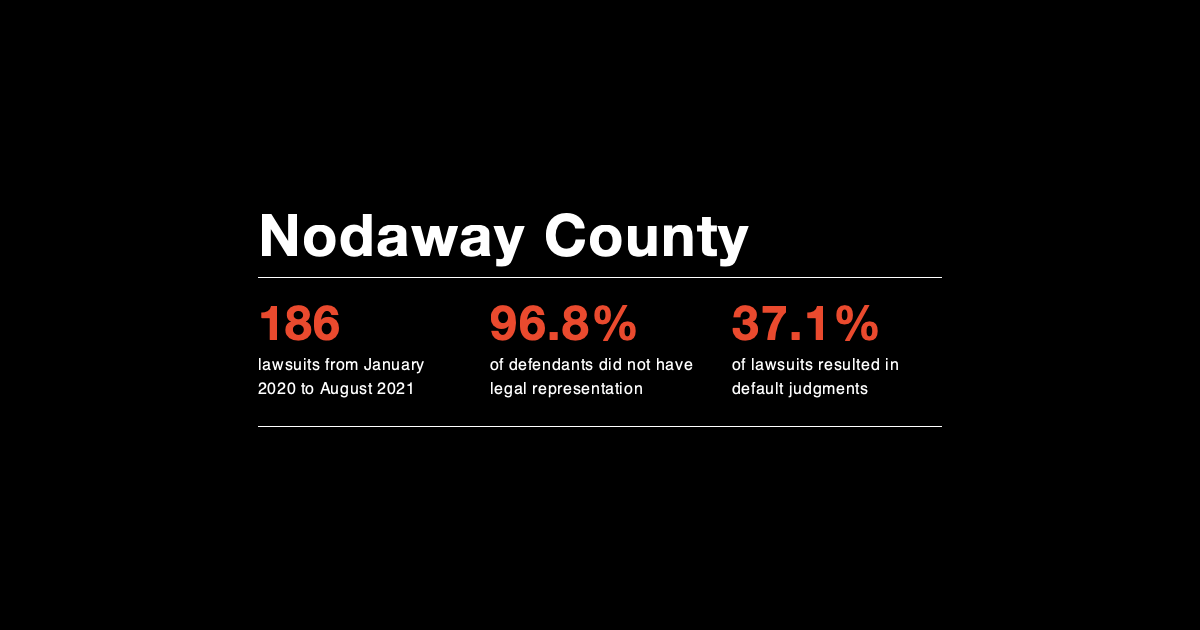 Nodaway County
186
lawsuits from January
2020 to August 2021
96.8%
of defendants did not have
legal representation
37.1%
of lawsuits resulted in
default judgments